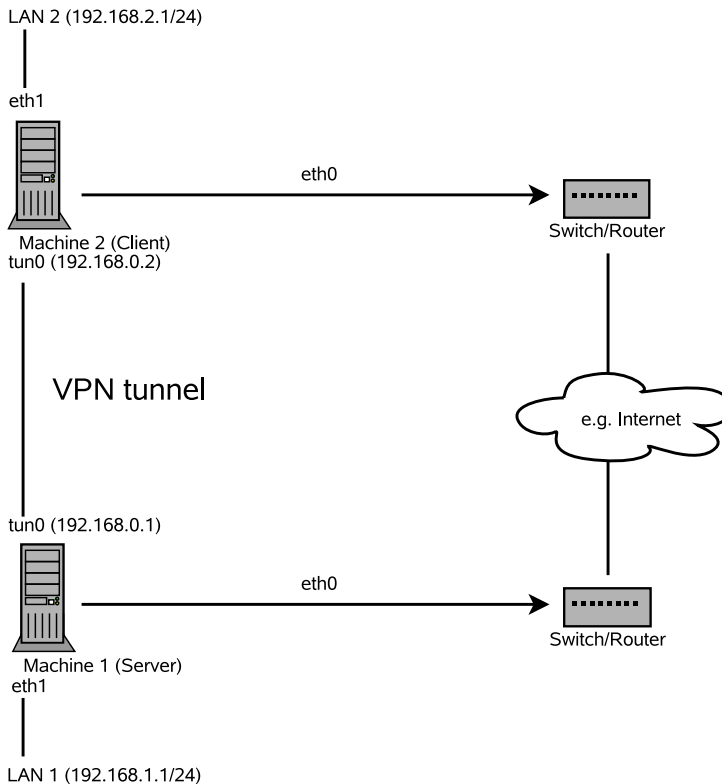 LAN 2 (192.168.2.1/24)
eth1
eth0
Machine 2 (Client)
tun0 (192.168.0.2)
Switch/Router
VPN tunnel
e.g. Internet
tun0 (192.168.0.1)
eth0
Machine 1 (Server)
eth1
Switch/Router
LAN 1 (192.168.1.1/24)